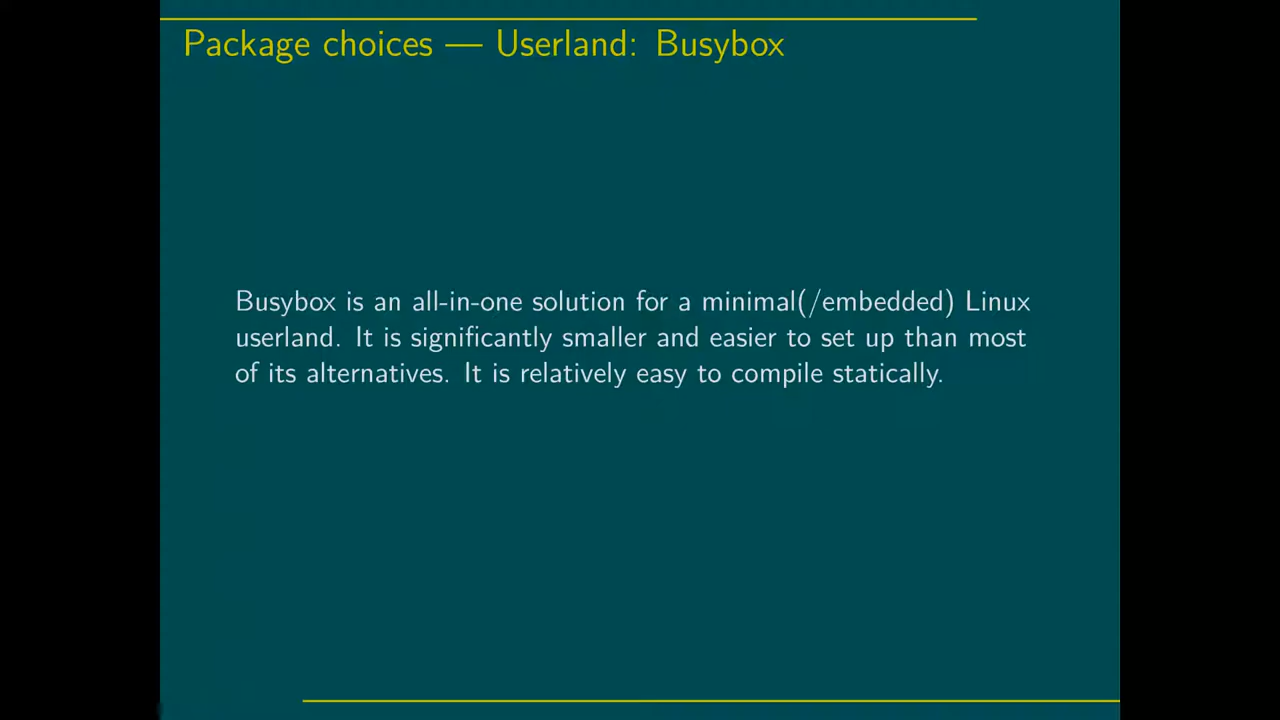 Package choices — Userland: Busybox
Busybox is an all-in-one solution for a minimal(/embedded) Linux
userland. It is significantly smaller and easier to set up than most
of its alternatives. It is relatively easy to compile statically.